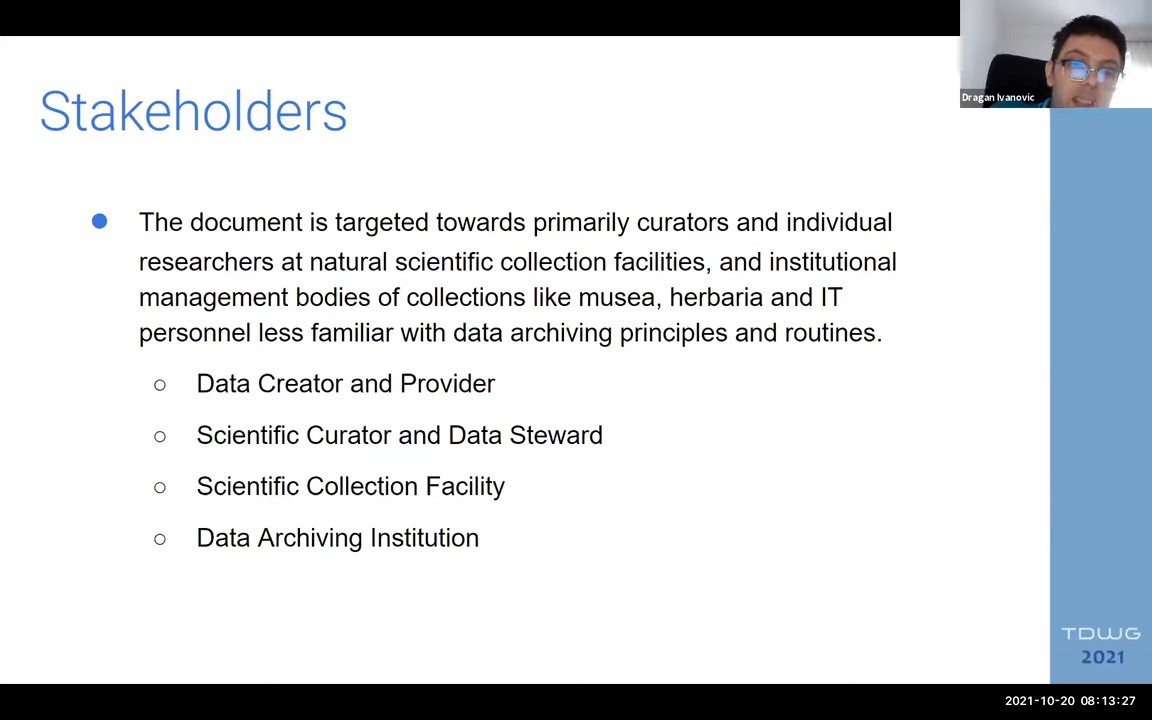 Dragan Ivanovic
Stakeholders
The document is targeted towards primarily curators and individual
researchers at natural scientific collection facilities, and institutional
management bodies of collections like musea, herbaria and IT
personnel less familiar with data archiving principles and routines.
Data Creator and Provider
Scientific Curator and Data Steward
Scientific Collection Facility
Data Archiving Institution
TDWG
2021
2021-10-20 08:13:27